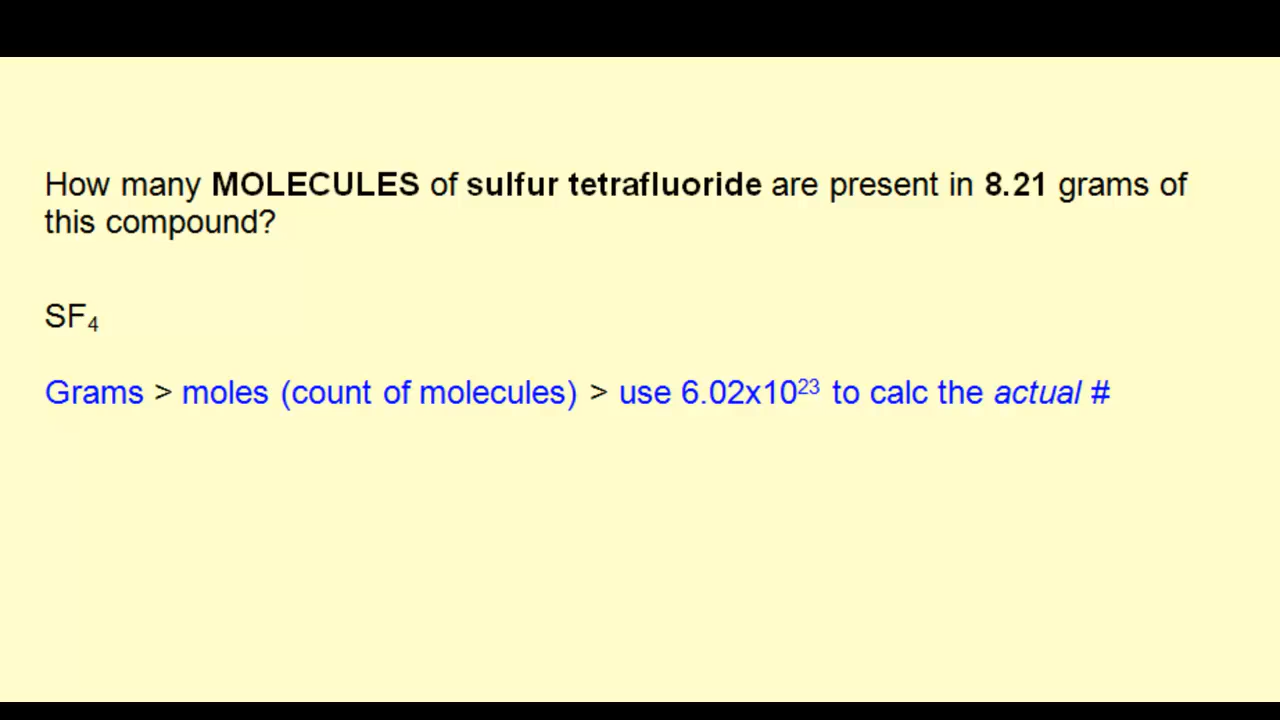 How many MOLECULES of sulfur tetrafluoride are present in 8.21 grams of
this compound?
SF₄
Grams > moles (count of molecules) > use 6.02x10²³ to calc the actual #